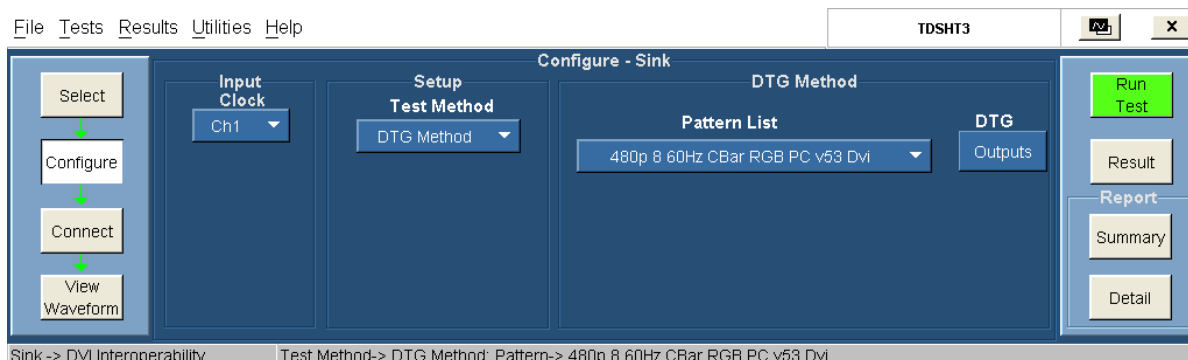 File Tests Results Utilities Help
TDSHT3
x
Configure - Sink
Select
Configure
Connect
View
Waveform
Input
Clock
Ch1
Setup
Test Method
DTG Method
DTG Method
Pattern List
480p 8 60Hz CBar RGB PC v53 Dvi
DTG
Outputs
Run
Test
Result
Report
Summary
Detail
Sink -> DVI Interoperability
Test Method-> DTG Method; Pattern-> 480p 8 60Hz CBar RGB PC v53 Dvi